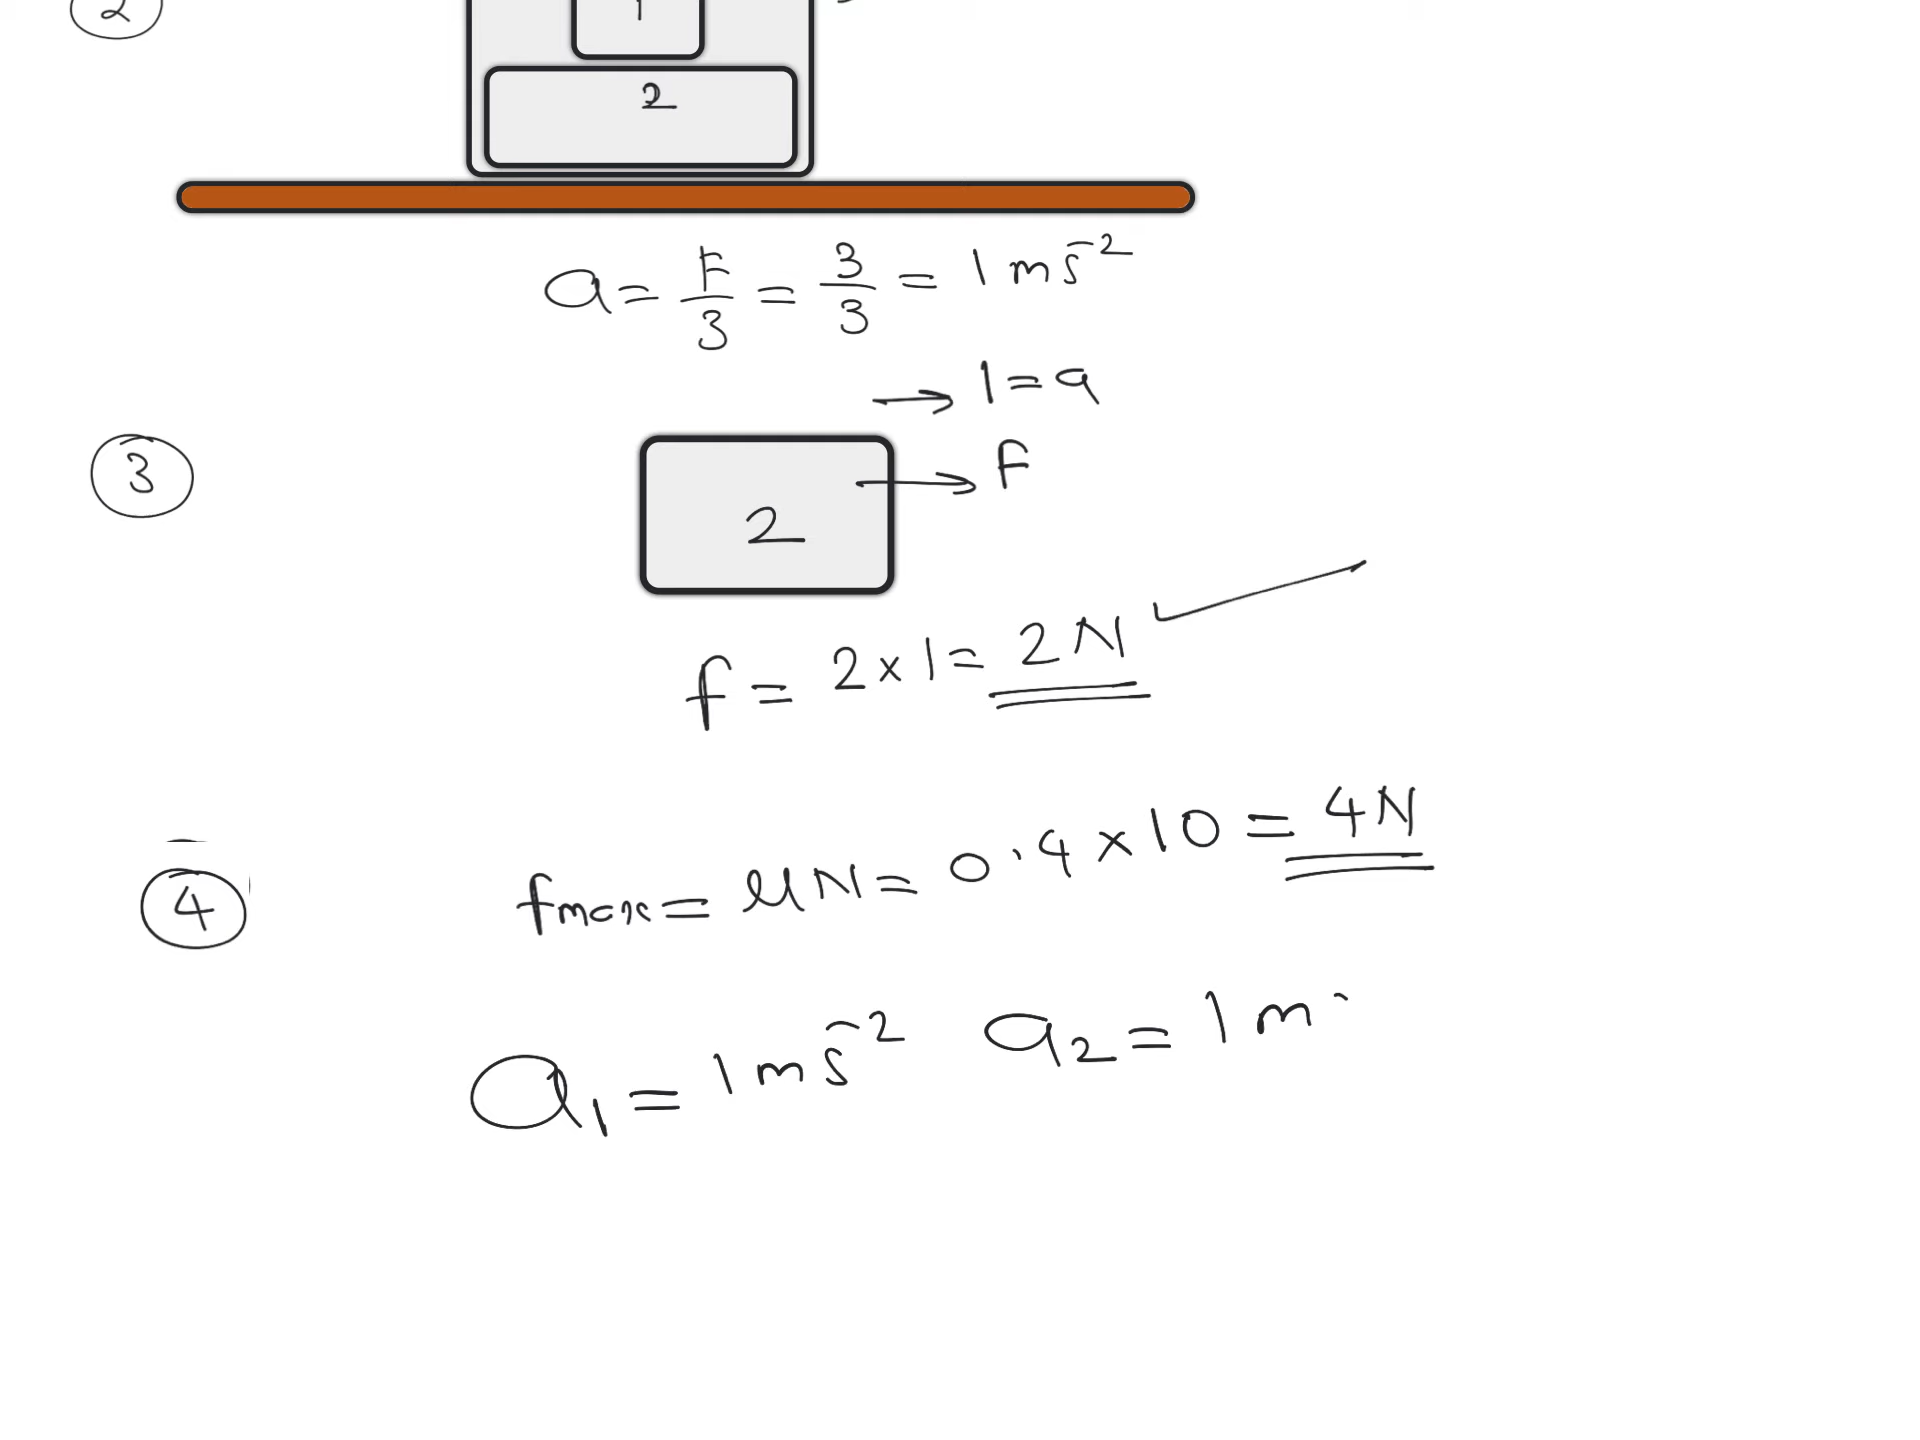 2
1
2
a = F/3 = 3/3 = 1 ms⁻²
→ 1 = a
3
→ f
2
f = 2 × 1 = 2N
4
fmax = μN = 0.4 × 10 = 4N
a₁ = 1 ms⁻² a₂ = 1 m